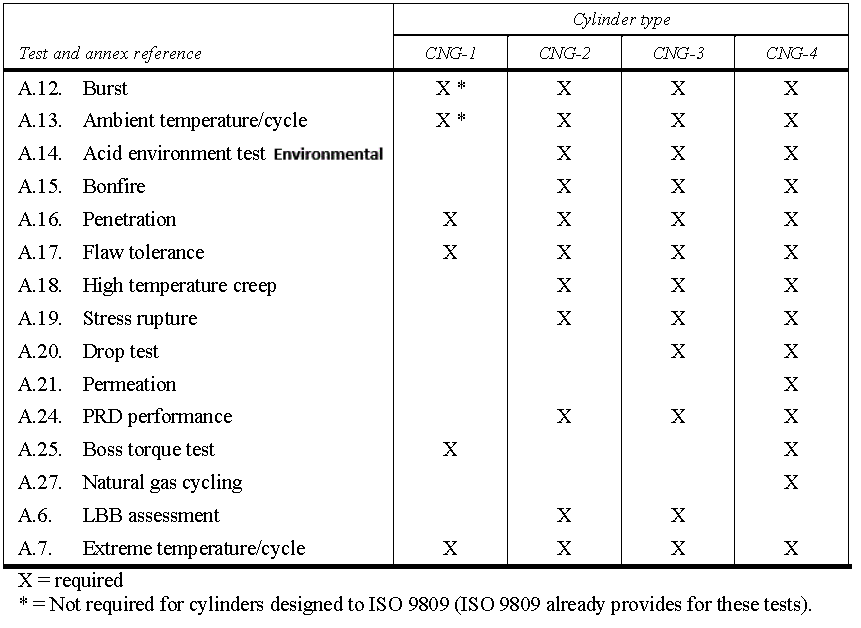 Cylinder type
Test and annex reference CNG-1 CNG-2 CNG-3 CNG-4
A.12. Burst X * X X X
A.13. Ambient temperature/cycle X * X X X
A.14. Acid environment test Environmental X X X
A.15. Bonfire X X X
A.16. Penetration X X X X
A.17. Flaw tolerance X X X X
A.18. High temperature creep X X X
A.19. Stress rupture X X X
A.20. Drop test X X
A.21. Permeation X
A.24. PRD performance X X X
A.25. Boss torque test X X
A.27. Natural gas cycling X
A.6. LBB assessment X X
A.7. Extreme temperature/cycle X X X X
X = required
* = Not required for cylinders designed to ISO 9809 (ISO 9809 already provides for these tests).